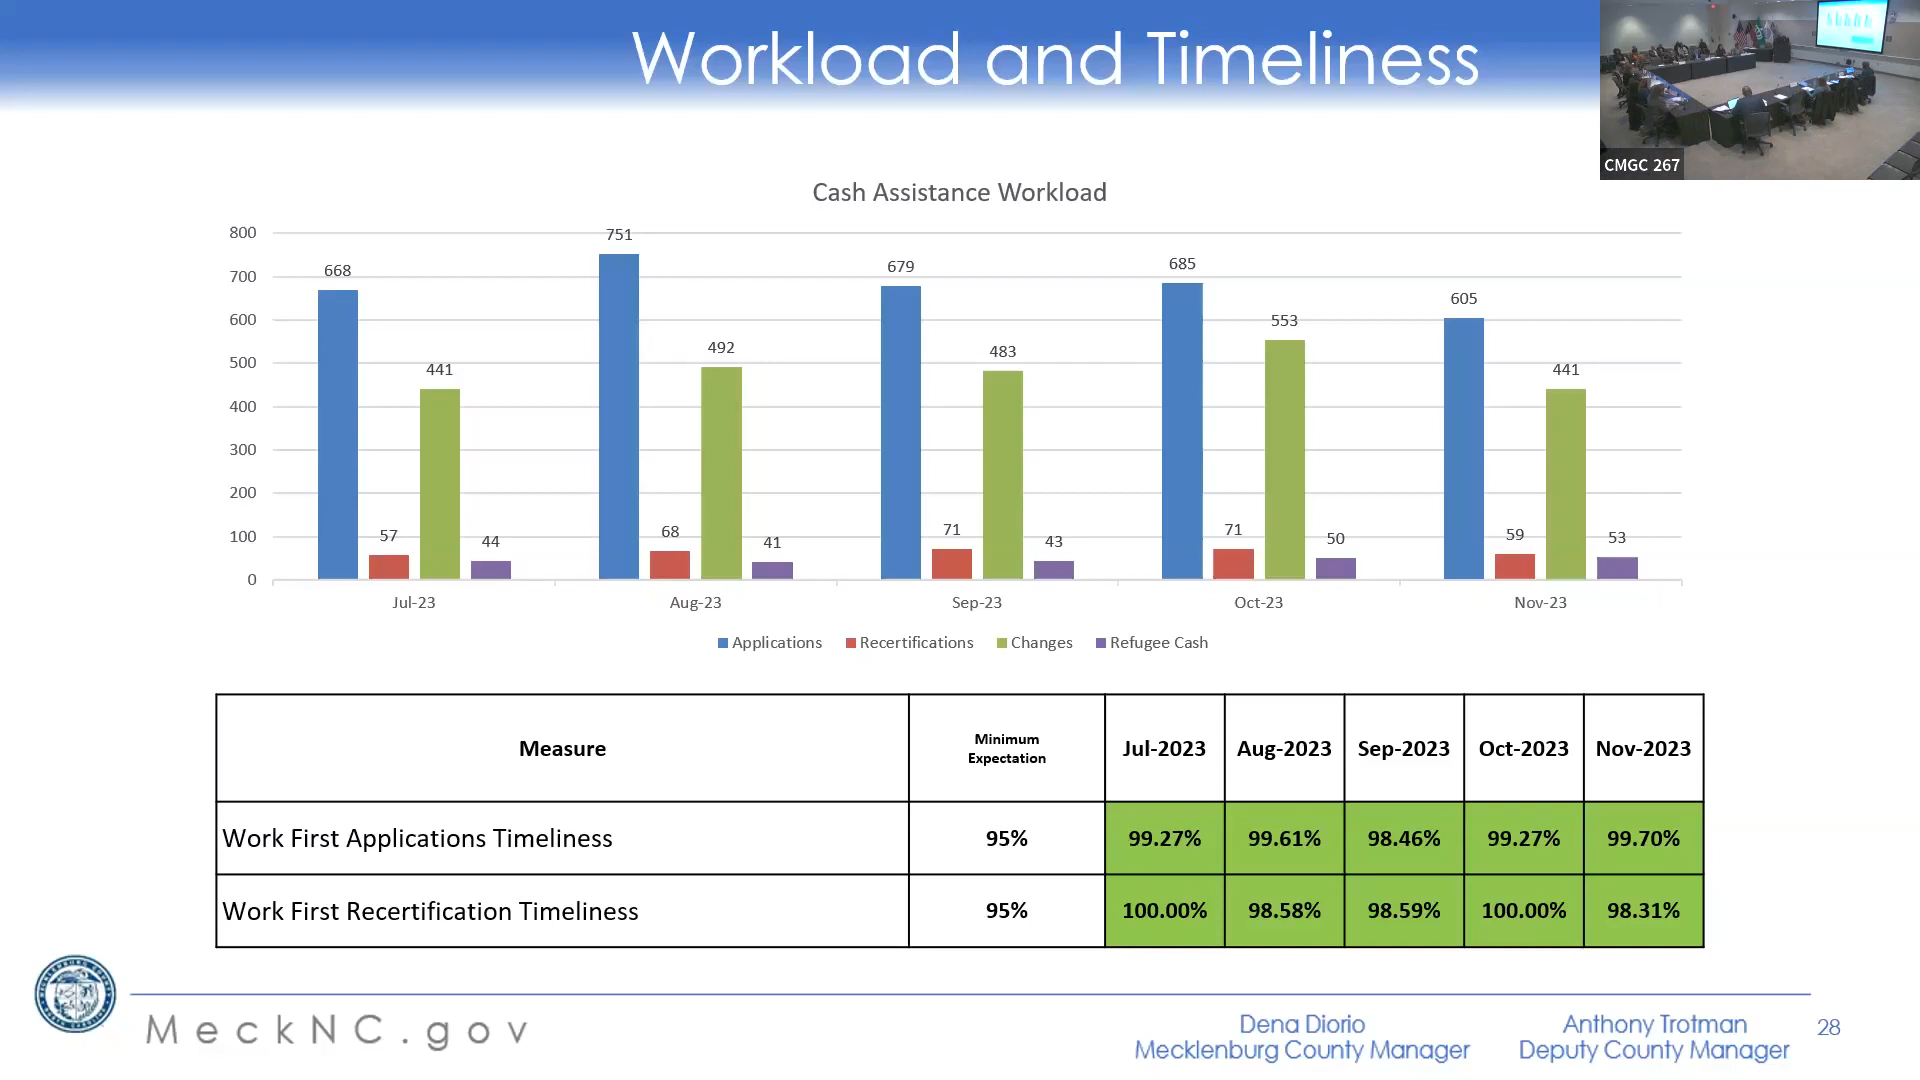 Workload and Timeliness
CMGC 267
Cash Assistance Workload
800
700
600
500
400
300
200
100
0
668
57
441
44
751
68
492
41
679
71
483
43
685
71
553
50
605
59
441
53
Jul-23
Aug-23
Sep-23
Oct-23
Nov-23
Applications
Recertifications
Changes
Refugee Cash
Measure
Minimum
Expectation
Jul-2023
Aug-2023
Sep-2023
Oct-2023
Nov-2023
Work First Applications Timeliness
95%
99.27%
99.61%
98.46%
99.27%
99.70%
Work First Recertification Timeliness
95%
100.00%
98.58%
98.59%
100.00%
98.31%
MeckNC.gov
Dena Diorio
Mecklenburg County Manager
Anthony Trotman
Deputy County Manager
28